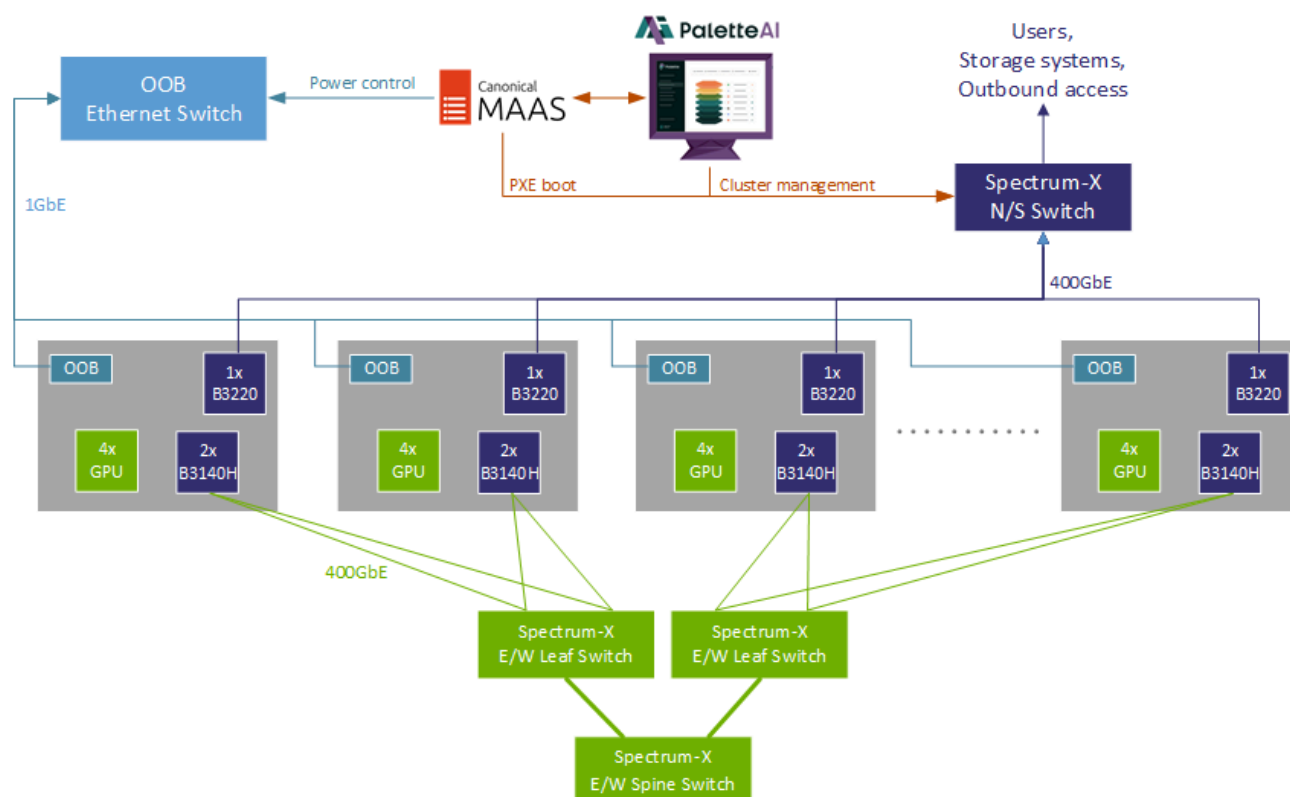 PaletteAI
Users,
Storage systems,
Outbound access
OOB
Ethernet Switch
Power control
Canonical
MAAS
PXE boot
Cluster management
Spectrum-X
N/S Switch
1GbE
400GbE
OOB
1x
B3220
4x
GPU
2x
B3140H
OOB
1x
B3220
4x
GPU
2x
B3140H
OOB
1x
B3220
4x
GPU
2x
B3140H
OOB
1x
B3220
4x
GPU
2x
B3140H
400GbE
Spectrum-X
E/W Leaf Switch
Spectrum-X
E/W Leaf Switch
Spectrum-X
E/W Spine Switch